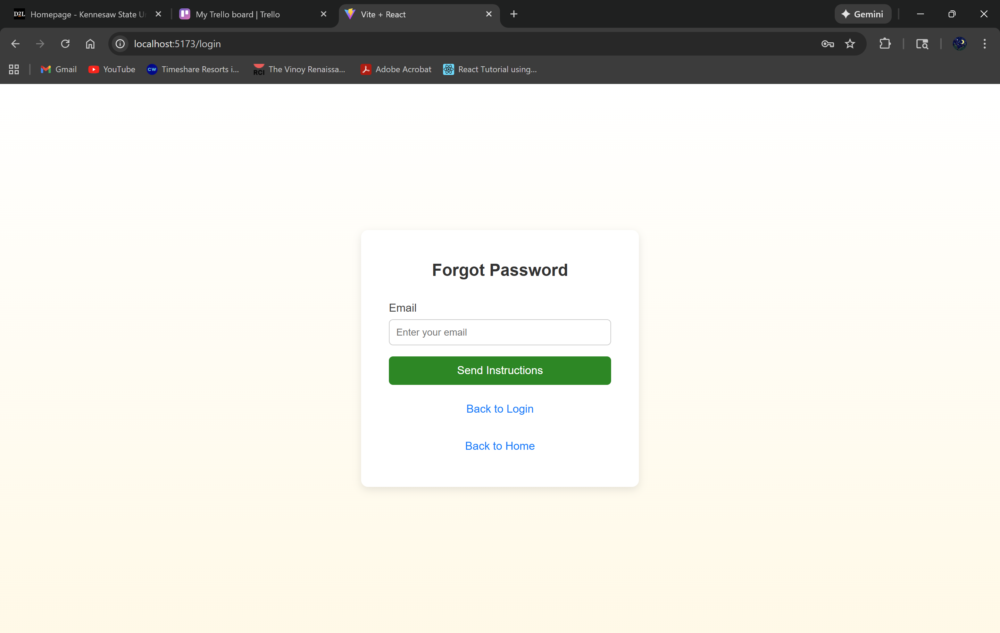 D2L Homepage - Kennesaw State Un
My Trello board | Trello
Vite + React
Gemini
localhost:5173/login
Gmail
YouTube
CW Timeshare Resorts i...
RCI The Vinoy Renaissa...
Adobe Acrobat
React Tutorial using...
Forgot Password
Email
Enter your email
Send Instructions
Back to Login
Back to Home